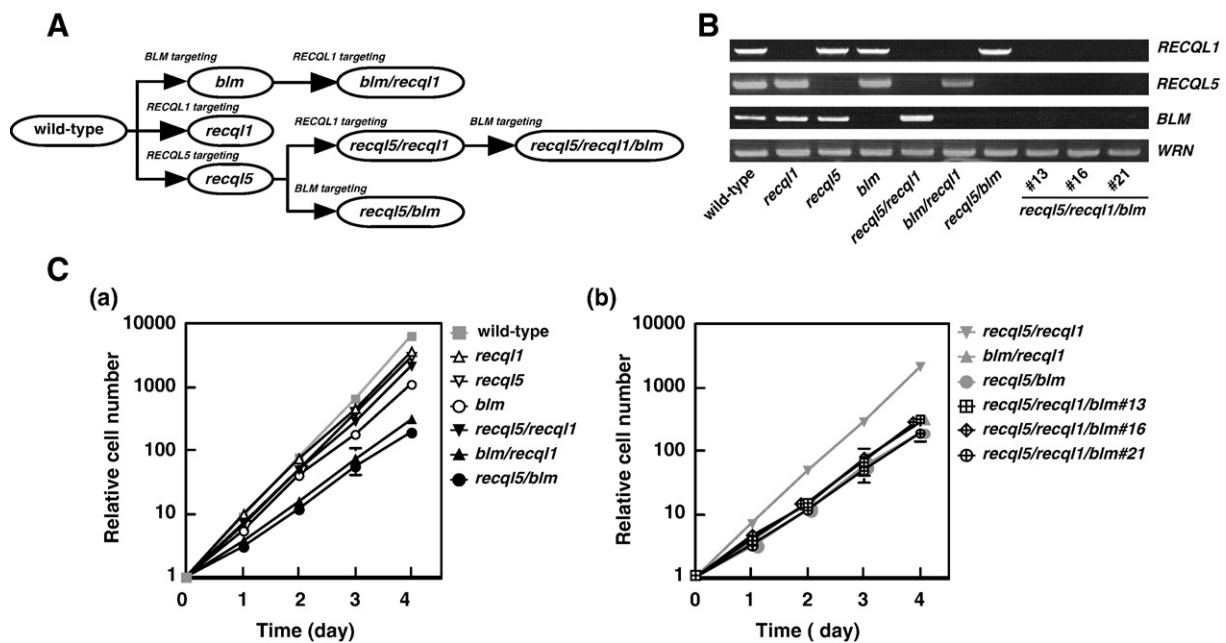 A
BLM targeting
RECQL1 targeting
blm
blm/recql1
RECQL1 targeting
wild-type
recql1
RECQL1 targeting
BLM targeting
RECQL5 targeting
recql5/recql1
recql5/recql1/blm
recql5
BLM targeting
recql5/blm
B
RECQL1
RECQL5
BLM
WRN
wild-type
recql1
recql5
blm
recql5/recql1
blm/recql1
recql5/blm
#13
#16
#21
recql5/recql1/blm
C
(a)
10000
1000
100
10
1
0
1
2
3
4
Relative cell number
Time (day)
wild-type
recql1
recql5
blm
recql5/recql1
blm/recql1
recql5/blm
(b)
10000
1000
100
10
1
0
1
2
3
4
Relative cell number
Time ( day)
recql5/recql1
blm/recql1
recql5/blm
recql5/recql1/blm#13
recql5/recql1/blm#16
recql5/recql1/blm#21